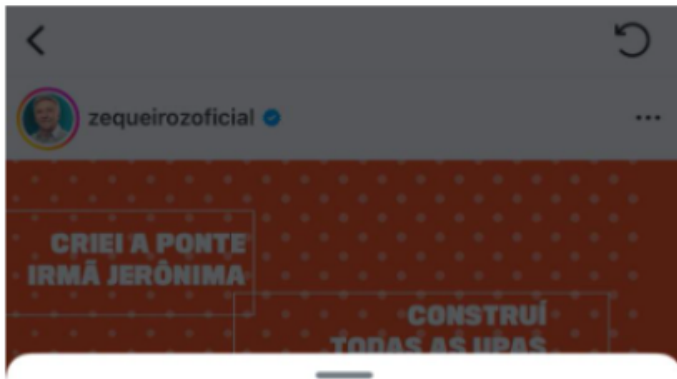 zequeirozoficial
CRIEI A PONTE
IRMÃ JERÔNIMA
CONSTRUÍ
TODAS AS UPAS